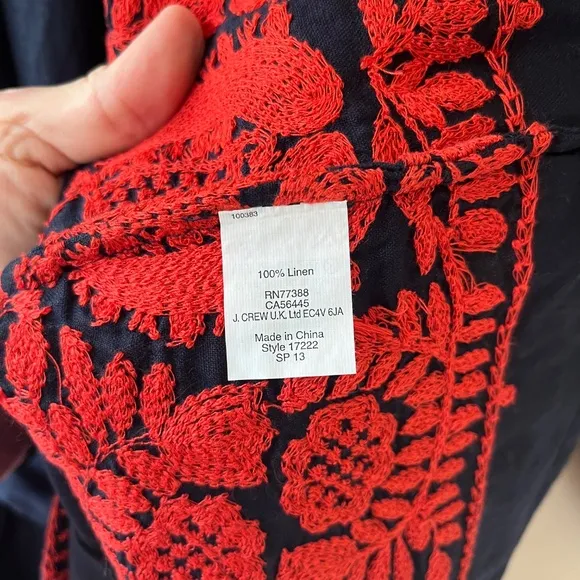 100383
100% Linen
RN77388
CA56445
J. CREW U.K. Ltd EC4V 6JA
Made in China
Style 17222
SP 13